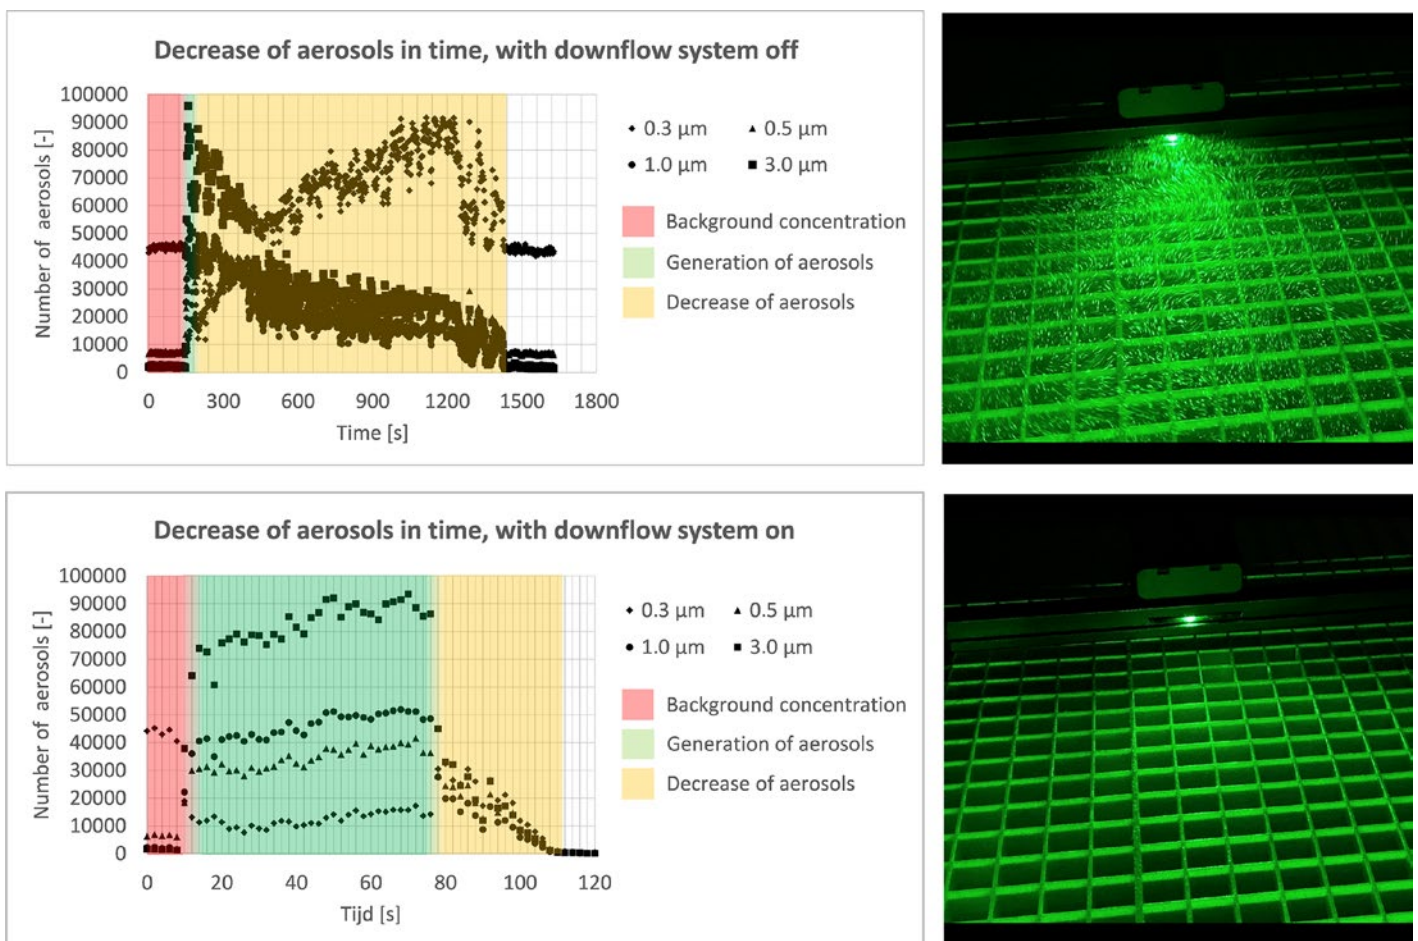 Decrease of aerosols in time, with downflow system off
Number of aerosols [-]
100000
90000
80000
70000
60000
50000
40000
30000
20000
10000
0
0 300 600 900 1200 1500 1800
Time [s]
0.3 µm 0.5 µm
1.0 µm 3.0 µm
Background concentration
Generation of aerosols
Decrease of aerosols
Decrease of aerosols in time, with downflow system on
Number of aerosols [-]
100000
90000
80000
70000
60000
50000
40000
30000
20000
10000
0
0 20 40 60 80 100 120
Tijd [s]
0.3 µm 0.5 µm
1.0 µm 3.0 µm
Background concentration
Generation of aerosols
Decrease of aerosols